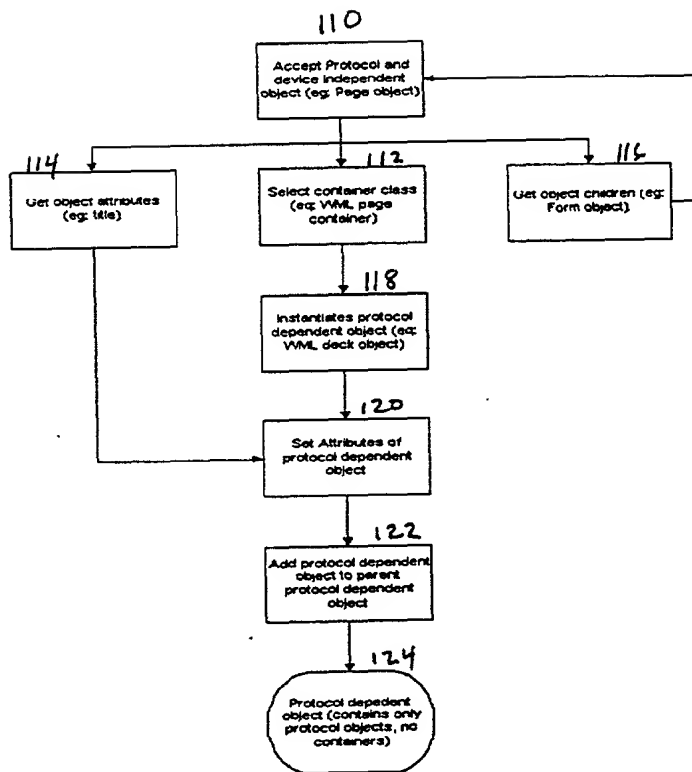 110
Accept Protocol and
device independent
object (eg: Page object)
114
Get object attributes
(eg: title)
112
Select container class
(eg: WML page
container)
116
Get object children (eg:
Form object)
118
Instantiates protocol
dependent object (eg:
WML deck object)
120
Set Attributes of
protocol dependent
object
122
Add protocol dependent
object to parent
protocol dependent
object
124
Protocol depedent
object (contains only
protocol objects, no
containers)